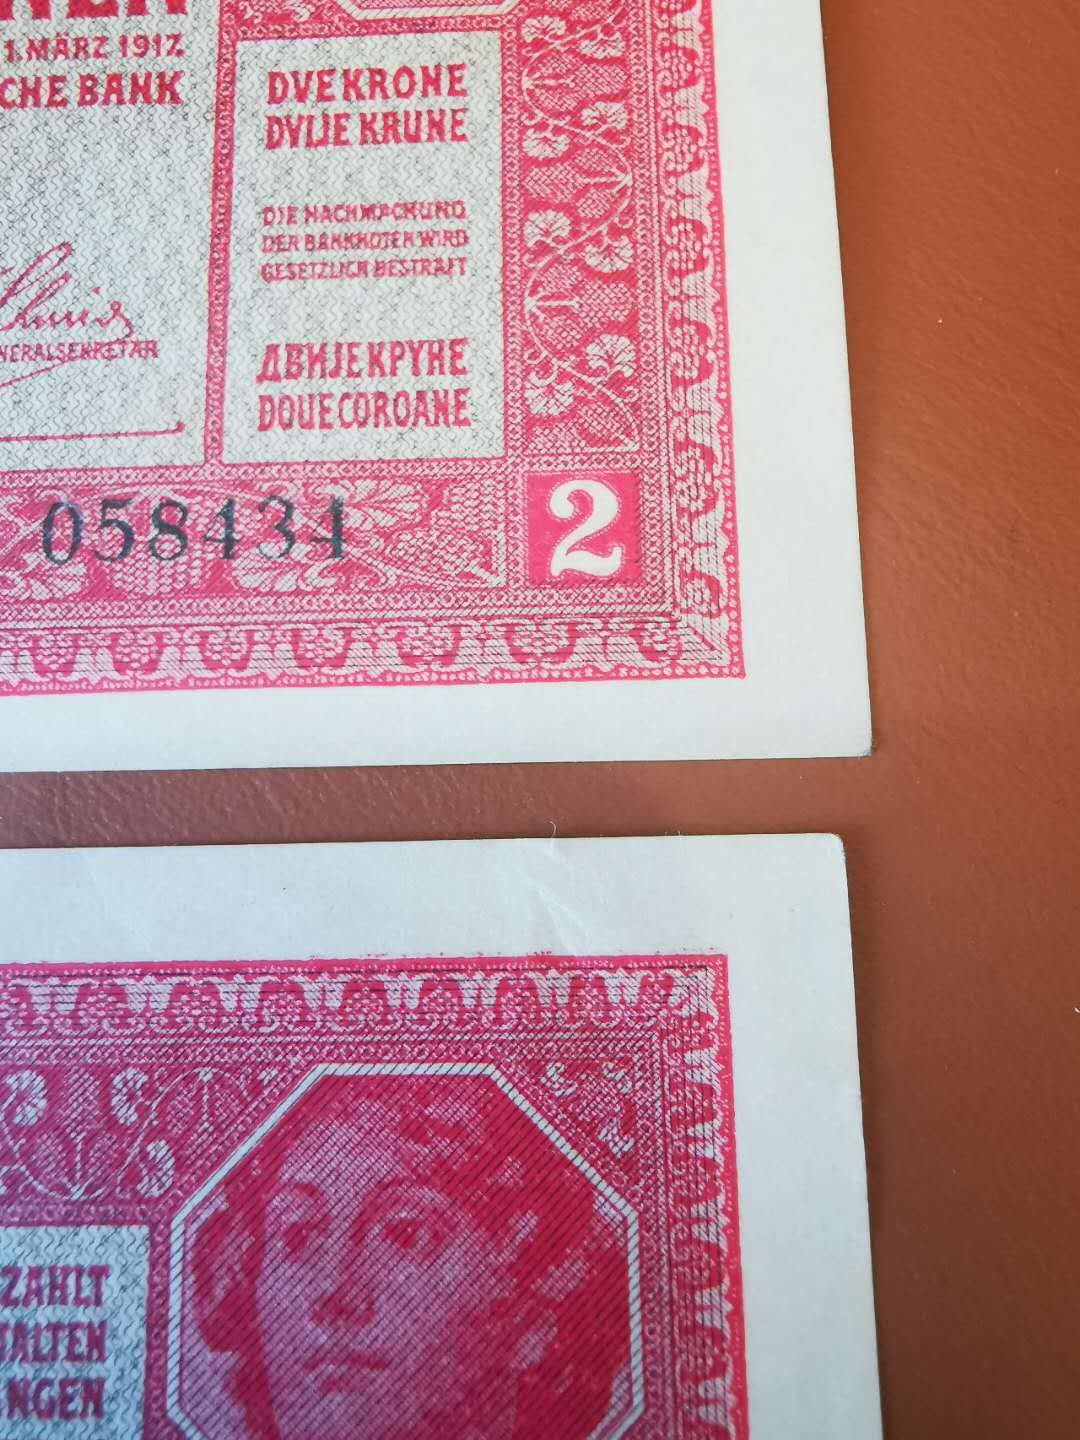 1. MÄRZ 1917.
CHE BANK
NERALSEKRETÄR
DVE KRONE
DVIJE KRUNE
DIE NACHMACHUNG
DER BANKNOTEN WIRD
GESETZLICH BESTRAFT
ДВИЈЕ КРУНЕ
DOUE COROANE
058434
2
ZAHLT
ALTEN
NGEN